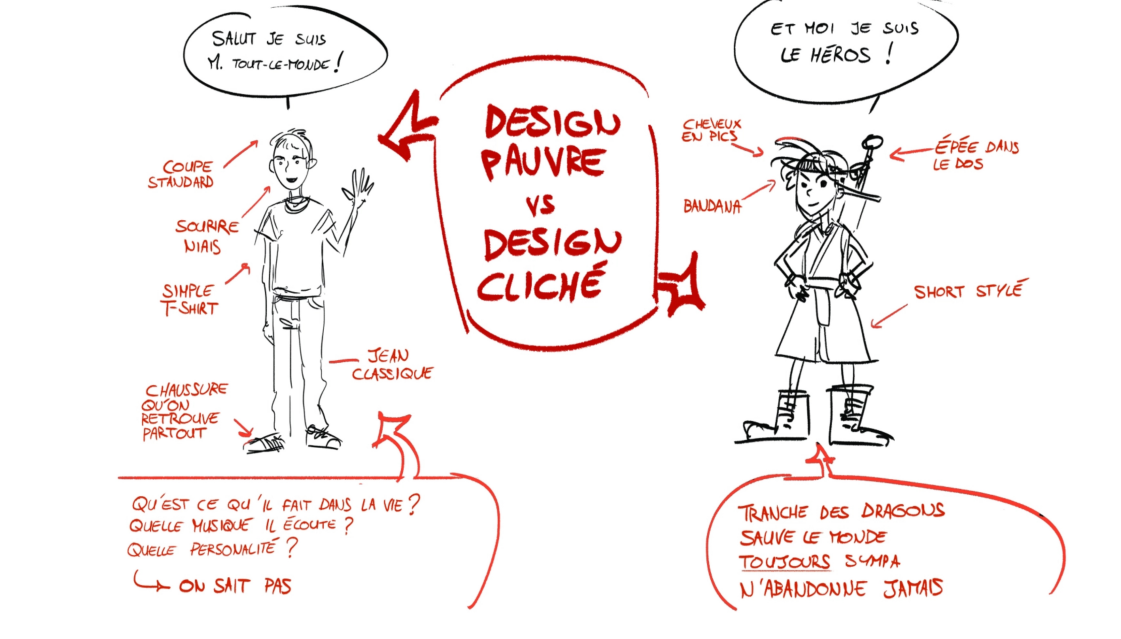 SALUT JE SUIS
M. TOUT-LE-MONDE !
ET MOI JE SUIS
LE HÉROS !
DESIGN
PAUVRE
VS
DESIGN
CLICHÉ
COUPE
STANDARD
SOURIRE
NIAIS
SIMPLE
T-SHIRT
JEAN
CLASSIQUE
CHAUSSURE
QU'ON
RETROUVE
PARTOUT
CHEVEUX
EN PICS
ÉPÉE DANS
LE DOS
BANDANA
SHORT STYLÉ
QU'EST CE QU'IL FAIT DANS LA VIE ?
QUELLE MUSIQUE IL ÉCOUTE ?
QUELLE PERSONALITÉ ?
ON SAIT PAS
TRANCHE DES DRAGONS
SAUVE LE MONDE
TOUJOURS SYMPA
N'ABANDONNE JAMAIS